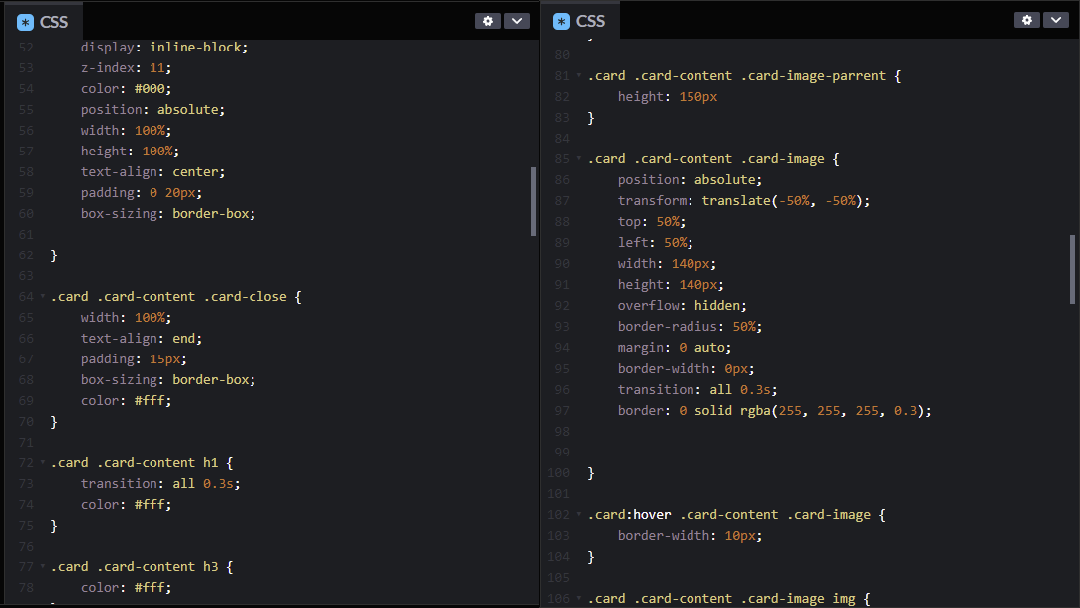 CSS
52 display: inline-block;
53 z-index: 11;
54 color: #000;
55 position: absolute;
56 width: 100%;
57 height: 100%;
58 text-align: center;
59 padding: 0 20px;
60 box-sizing: border-box;
61
62 }
63
64 .card .card-content .card-close {
65 width: 100%;
66 text-align: end;
67 padding: 15px;
68 box-sizing: border-box;
69 color: #fff;
70 }
71
72 .card .card-content h1 {
73 transition: all 0.3s;
74 color: #fff;
75 }
76
77 .card .card-content h3 {
78 color: #fff;
CSS
80
81 .card .card-content .card-image-parrent {
82 height: 150px
83 }
84
85 .card .card-content .card-image {
86 position: absolute;
87 transform: translate(-50%, -50%);
88 top: 50%;
89 left: 50%;
90 width: 140px;
91 height: 140px;
92 overflow: hidden;
93 border-radius: 50%;
94 margin: 0 auto;
95 border-width: 0px;
96 transition: all 0.3s;
97 border: 0 solid rgba(255, 255, 255, 0.3);
98
99
100 }
101
102 .card:hover .card-content .card-image {
103 border-width: 10px;
104 }
105
106 .card .card-content .card-image img {